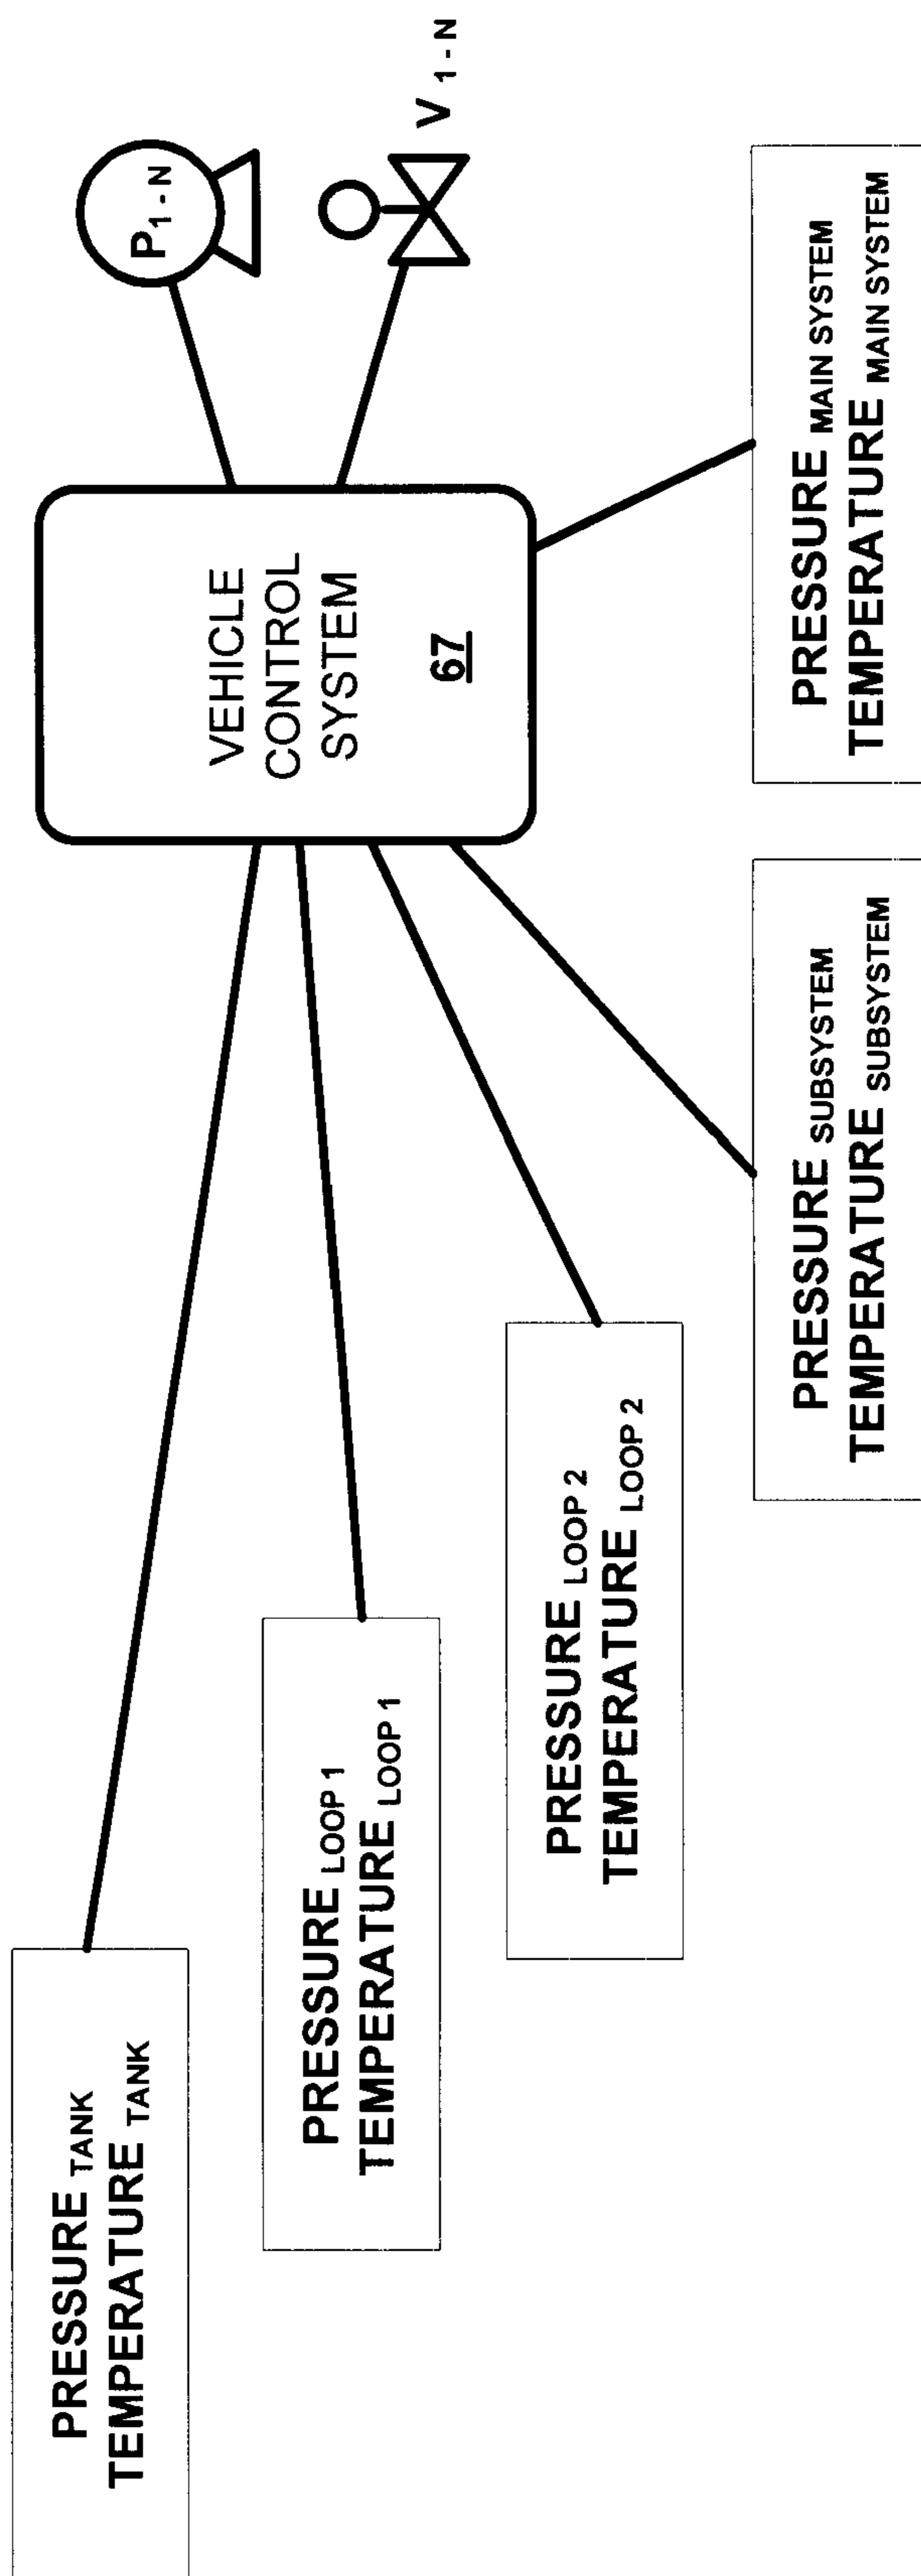 PRESSURE TANK
TEMPERATURE TANK
PRESSURE LOOP 1
TEMPERATURE LOOP 1
PRESSURE LOOP 2
TEMPERATURE LOOP 2
PRESSURE SUBSYSTEM
TEMPERATURE SUBSYSTEM
PRESSURE MAIN SYSTEM
TEMPERATURE MAIN SYSTEM
VEHICLE
CONTROL
SYSTEM
67
P1-N
V1-N